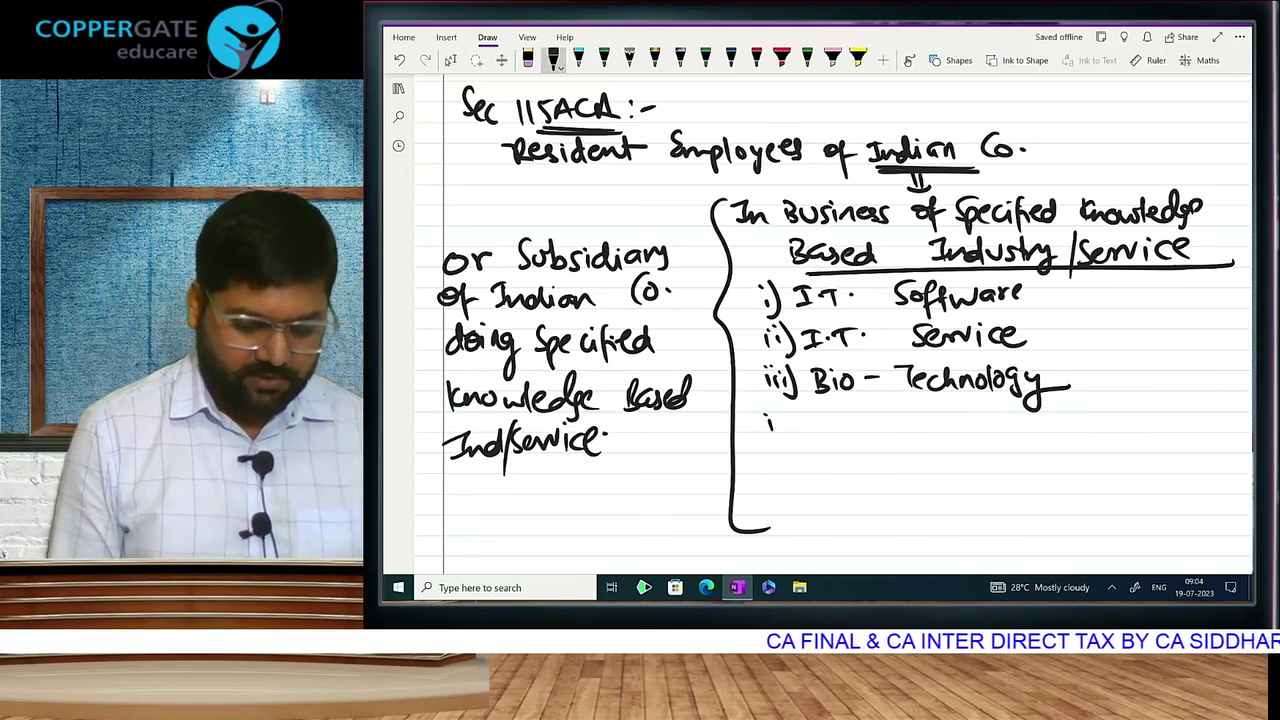 COPPERGATE
educare
Home Insert Draw View Help
Saved offline
Share
Shapes
Ink to Shape
Ink to Text
Ruler
Maths
Sec 115ACA:-
Resident Employees of Indian Co.
In Business of Specified Knowledge
Based Industry/Service
i) I.T. Software
ii) I.T. Service
iii) Bio-Technology
i
or Subsidiary
of Indian Co.
doing Specified
Knowledge Based
Ind/Service.
Type here to search
28°C Mostly cloudy
ENG
09:04
19-07-2023
CA FINAL & CA INTER DIRECT TAX BY CA SIDDHAR